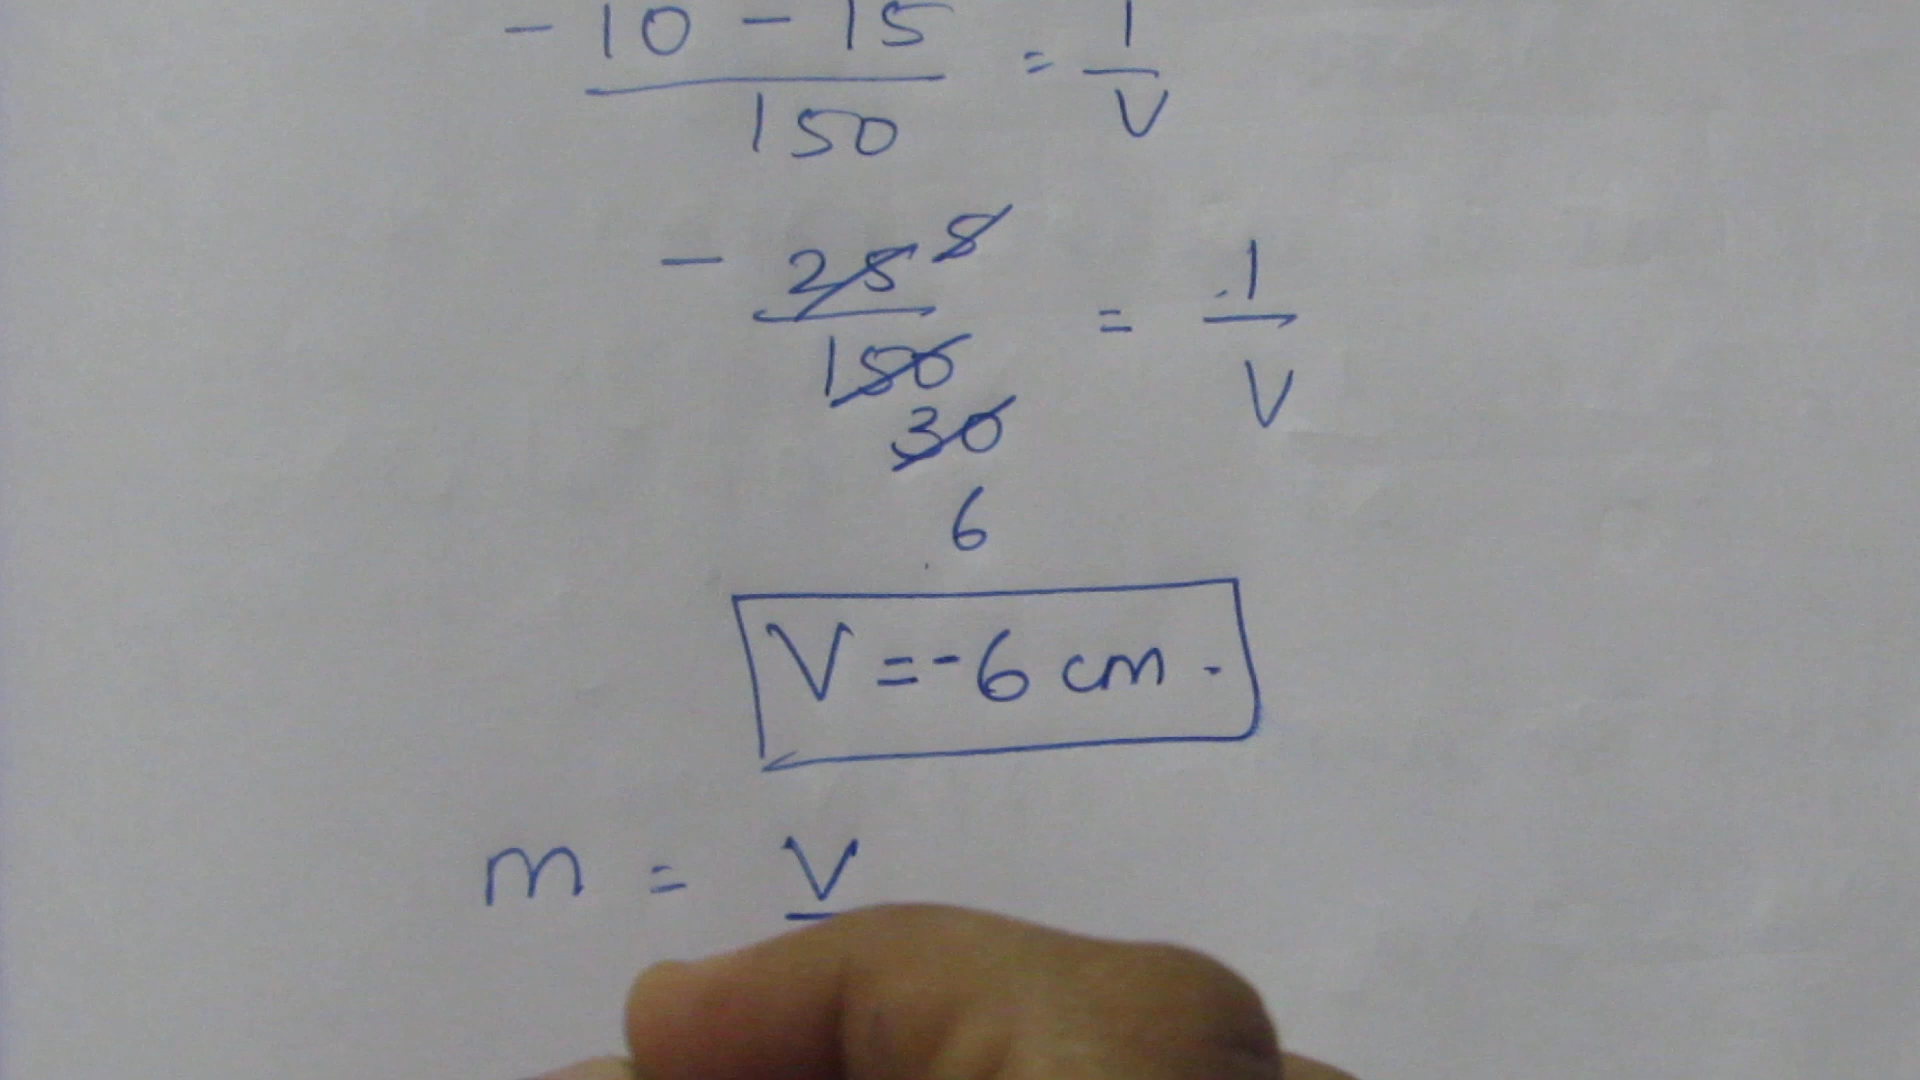 - 10 - 15 / 150 = 1 / V
- 25 5 / 150 30 6 = 1 / V
V = -6 cm.
m = V